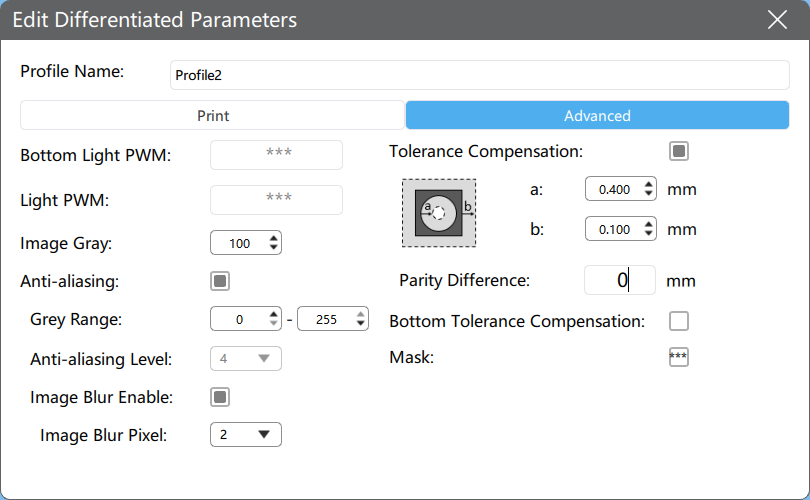 Edit Differentiated Parameters
Profile Name: Profile2
Print Advanced
Bottom Light PWM: ***
Light PWM: ***
Image Gray: 100
Anti-aliasing:
Grey Range: 0 - 255
Anti-aliasing Level: 4
Image Blur Enable:
Image Blur Pixel: 2
Tolerance Compensation:
a b
a: 0.400 mm
b: 0.100 mm
Parity Difference: 0 mm
Bottom Tolerance Compensation:
Mask: ***